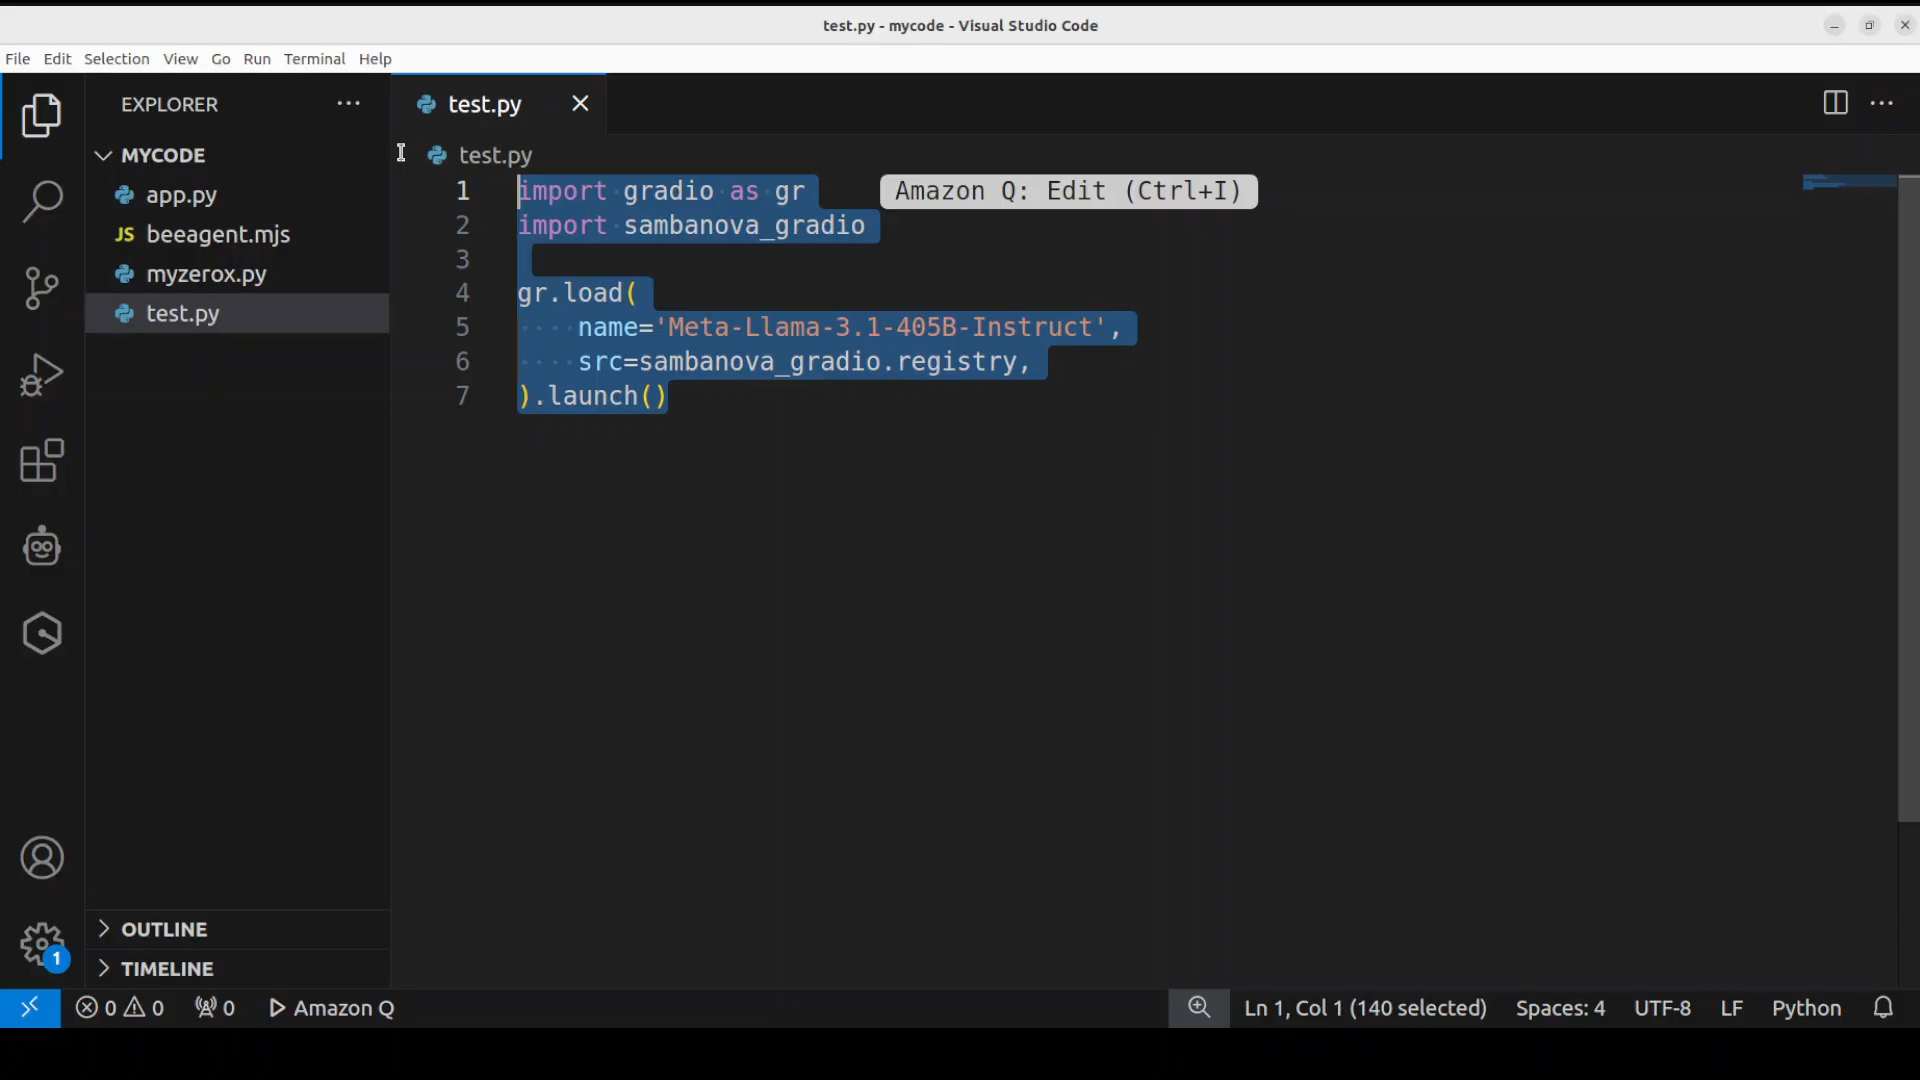 test.py - mycode - Visual Studio Code
File Edit Selection View Go Run Terminal Help
EXPLORER
MYCODE
app.py
JS beeagent.mjs
myzerox.py
test.py
OUTLINE
TIMELINE
test.py
test.py
1 import gradio as gr
Amazon Q: Edit (Ctrl+I)
2 import sambanova_gradio
3
4 gr.load(
5 name='Meta-Llama-3.1-405B-Instruct',
6 src=sambanova_gradio.registry,
7 ).launch()
1
0 0 0 Amazon Q Ln 1, Col 1 (140 selected) Spaces: 4 UTF-8 LF Python